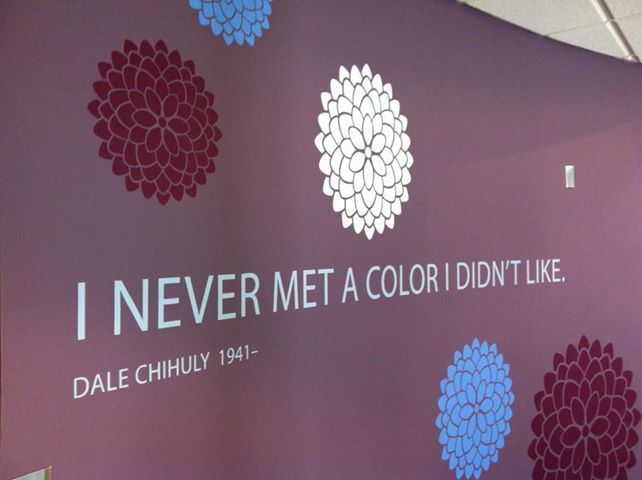 I NEVER MET A COLOR I DIDN'T LIKE.
DALE CHIHULY 1941–